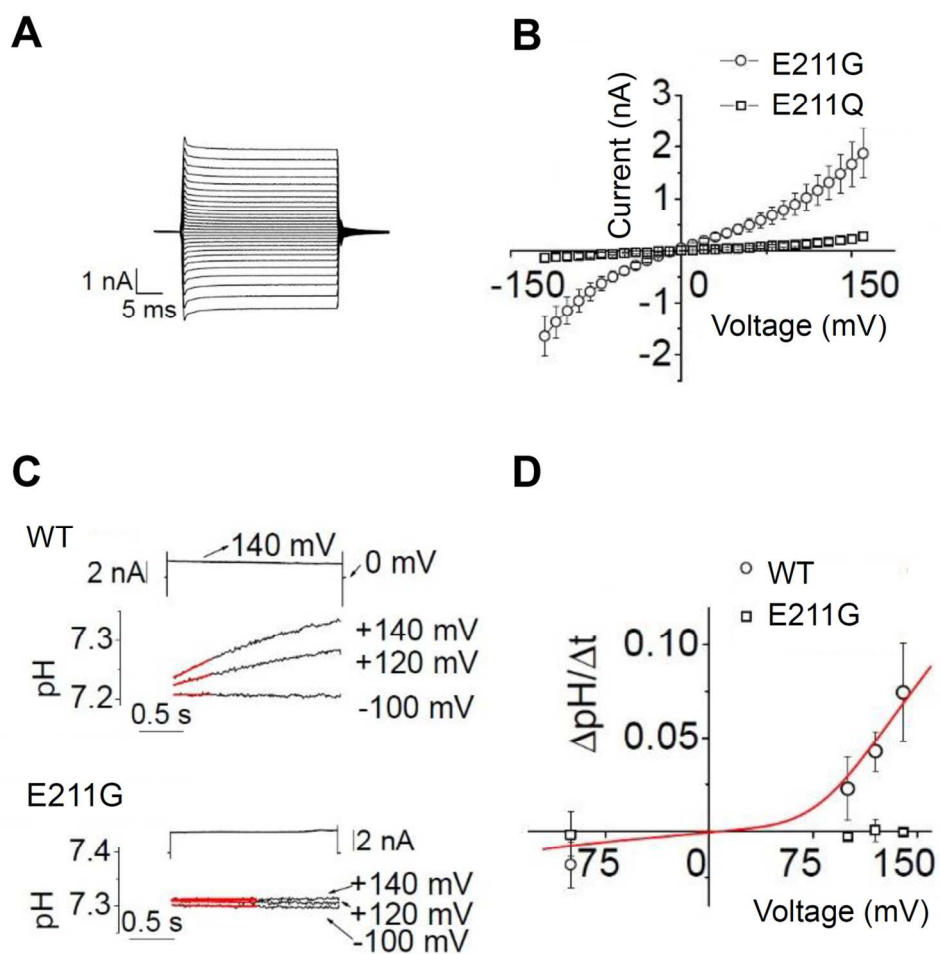 A
1 nA
5 ms
B
E211G
E211Q
Current (nA)
3
2
1
-150
0
150
-1
-2
Voltage (mV)
C
WT
140 mV
2 nA
0 mV
7.3
7.2
pH
+140 mV
+120 mV
-100 mV
0.5 s
E211G
2 nA
7.4
7.3
pH
+140 mV
+120 mV
-100 mV
0.5 s
D
WT
E211G
ΔpH/Δt
0.10
0.05
-75
0
75
150
Voltage (mV)